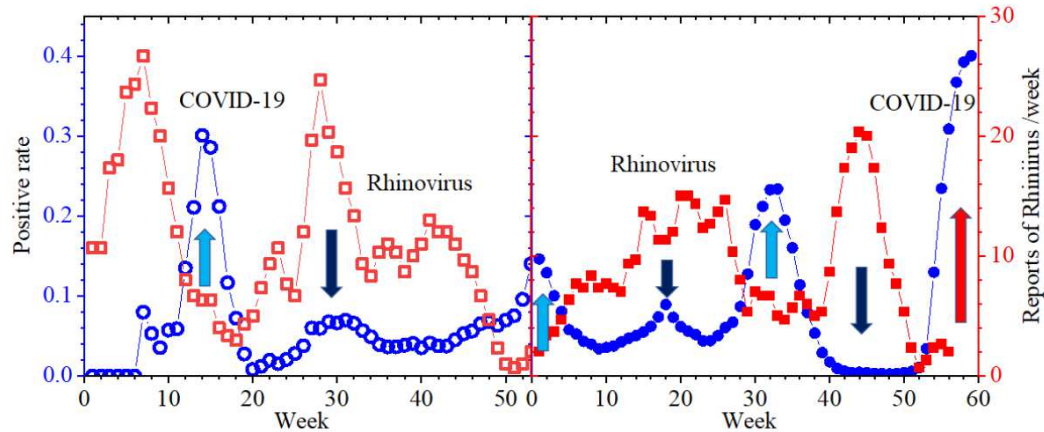 0.4
0.3
0.2
0.1
0.0
Positive rate
COVID-19
Rhinovirus
0 10 20 30 40 50
Week
Rhinovirus
COVID-19
0 10 20 30 40 50 60
Week
30
20
10
0
Reports of Rhinirus /week